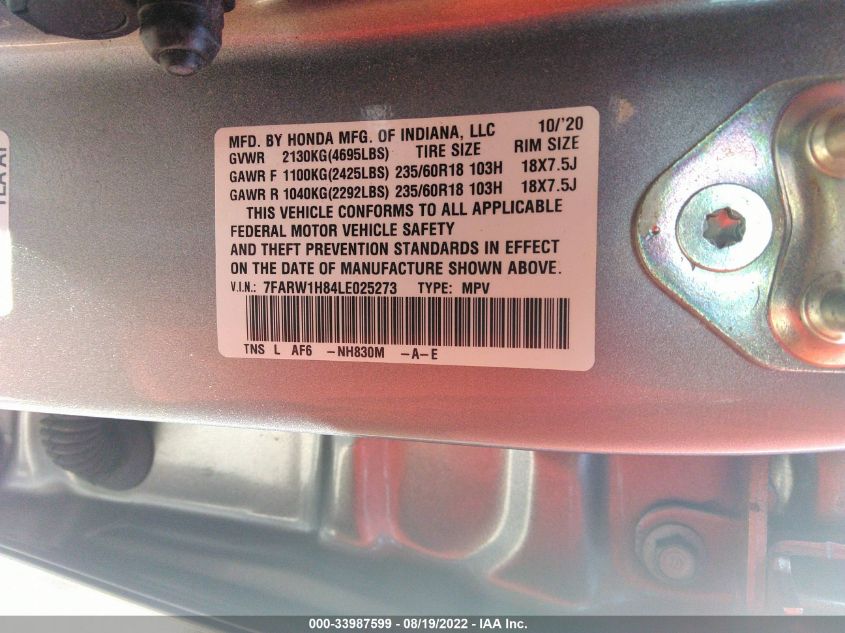 MFD. BY HONDA MFG. OF INDIANA, LLC 10/'20
GVWR 2130KG(4695LBS) TIRE SIZE RIM SIZE
GAWR F 1100KG(2425LBS) 235/60R18 103H 18X7.5J
GAWR R 1040KG(2292LBS) 235/60R18 103H 18X7.5J
THIS VEHICLE CONFORMS TO ALL APPLICABLE
FEDERAL MOTOR VEHICLE SAFETY
AND THEFT PREVENTION STANDARDS IN EFFECT
ON THE DATE OF MANUFACTURE SHOWN ABOVE.
V.I.N.: 7FARW1H84LE025273 TYPE: MPV
TNS L AF6 -NH830M -A-E
000-33987599 - 08/19/2022 - IAA Inc.